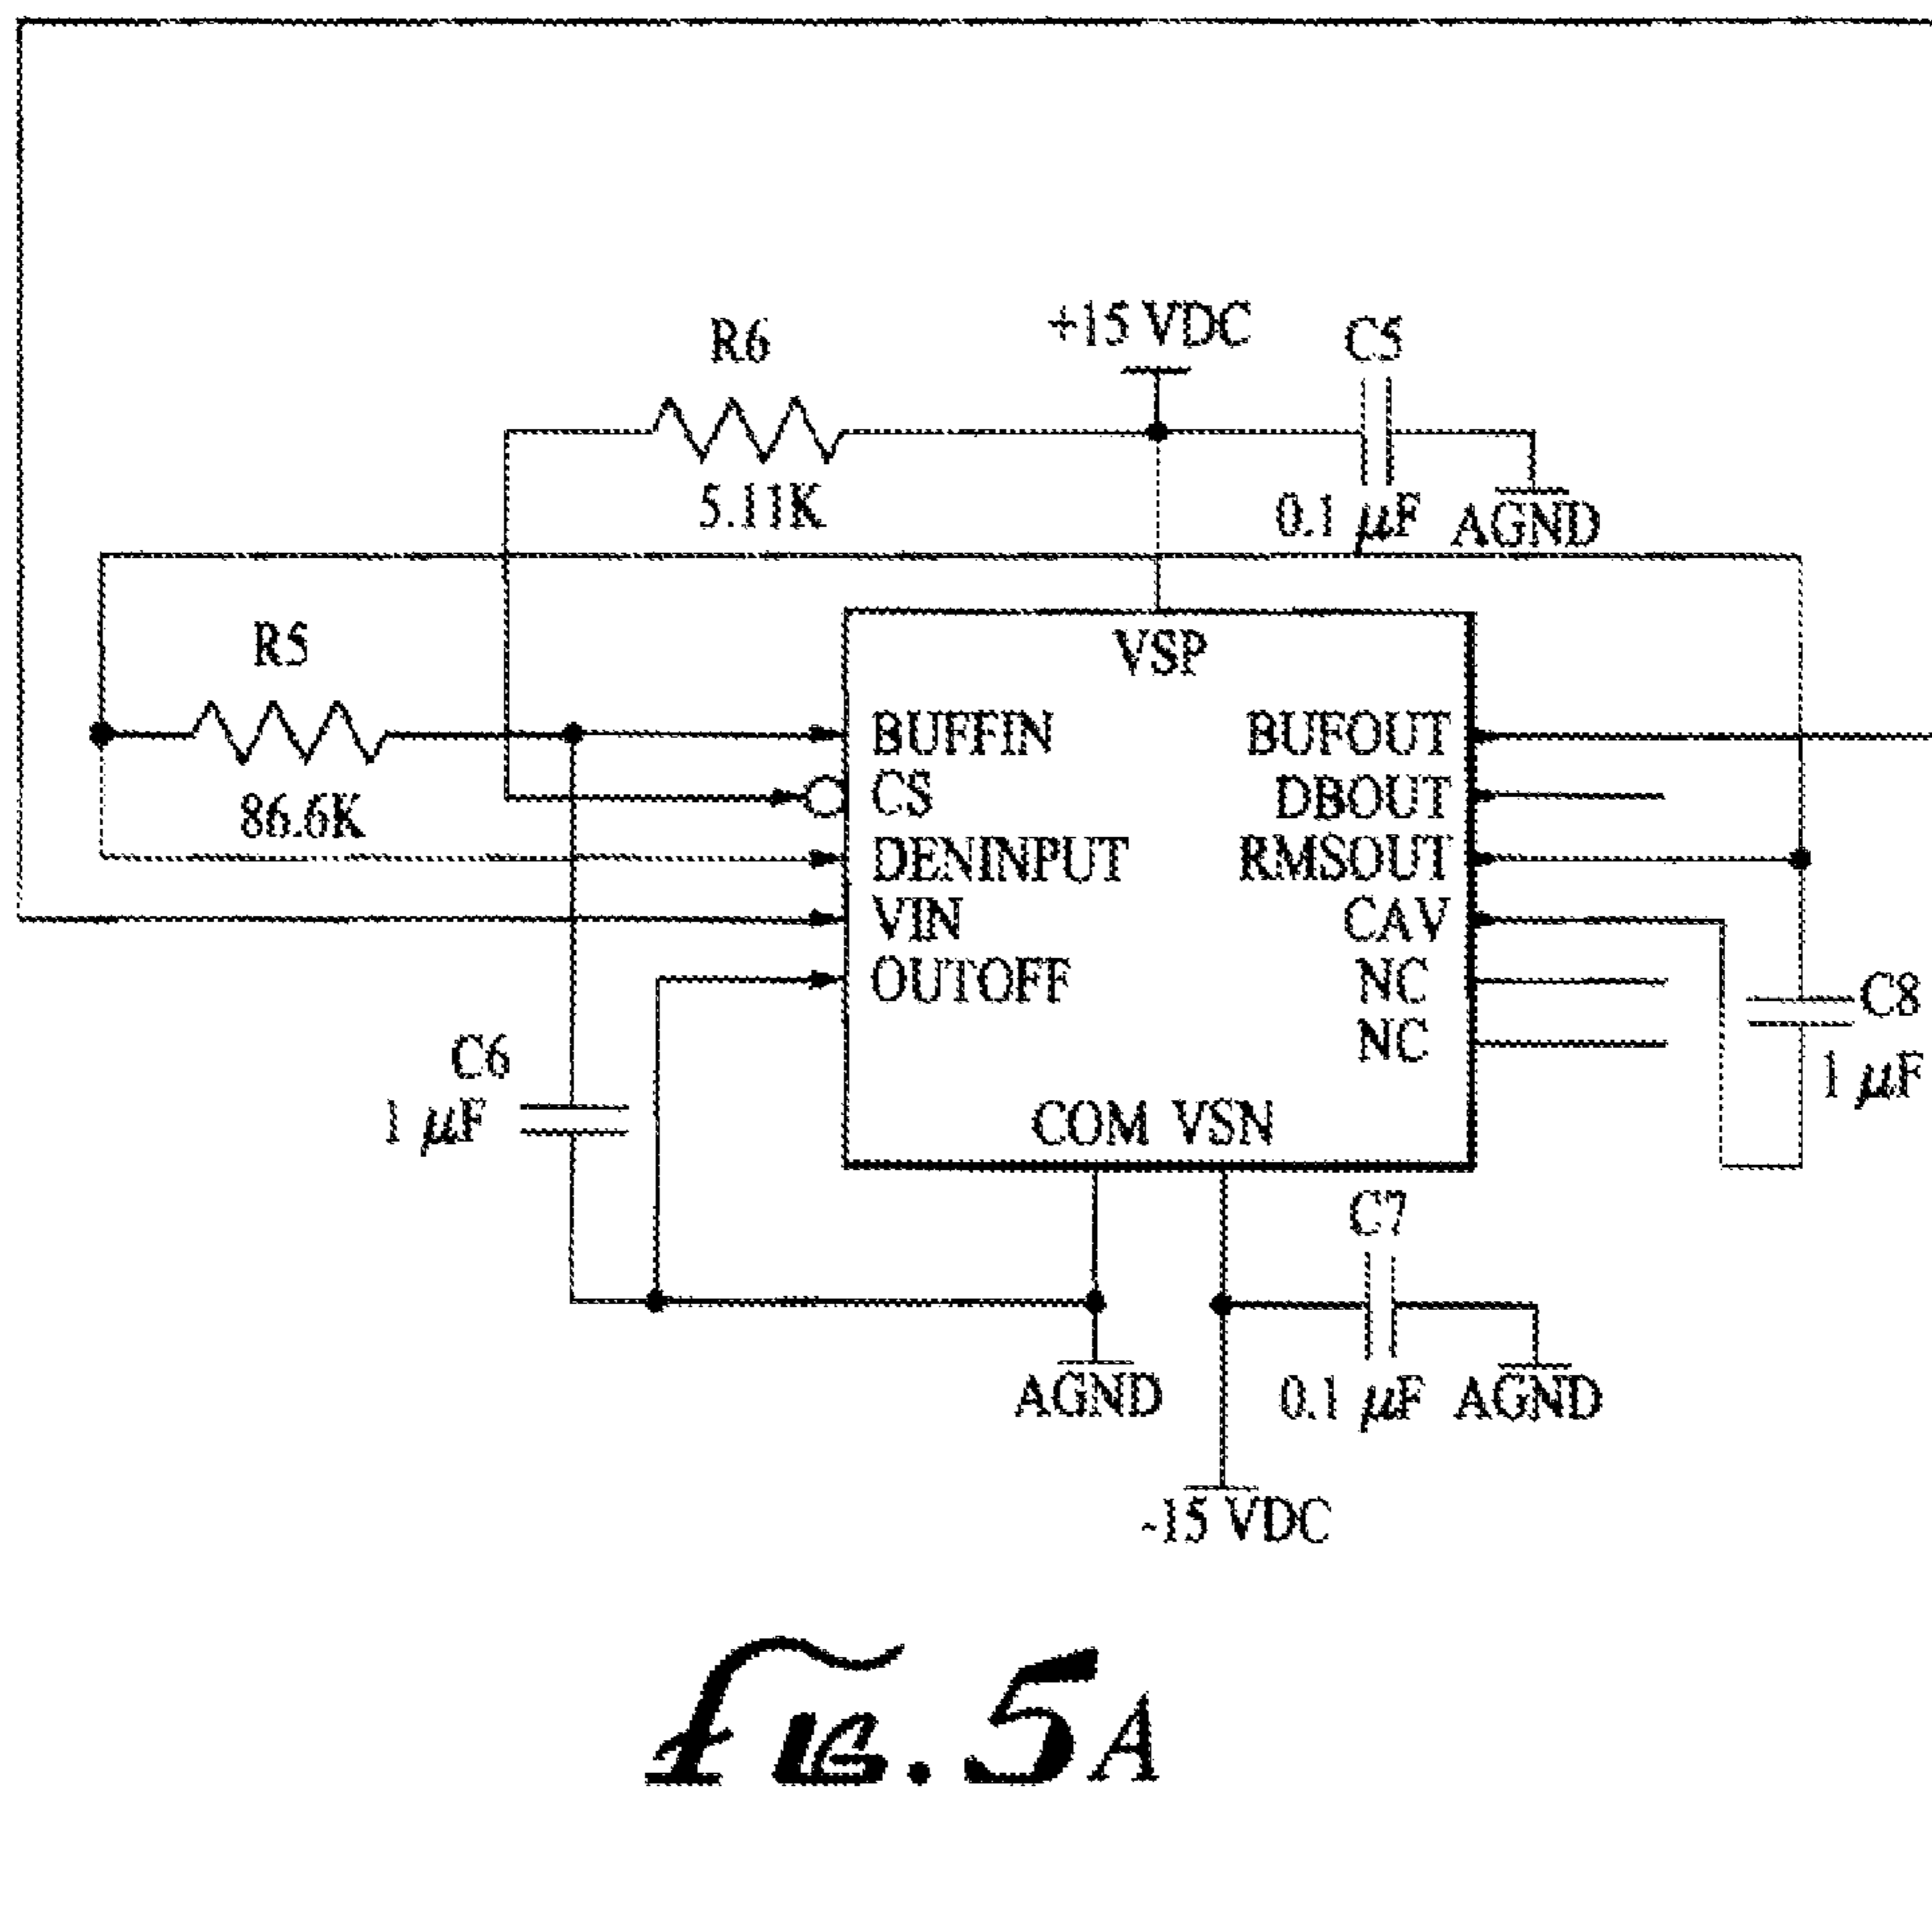 +15 VDC
R6
C5
5.11K
0.1 µF
AGND
R5
86.6K
VSP
BUFFIN
BUFOUT
CS
DBOUT
DENINPUT
RMSOUT
VIN
CAV
OUTOFF
NC
NC
C8
1 µF
C6
1 µF
COM
VSN
C7
AGND
0.1 µF
AGND
-15 VDC
FIG. 5A